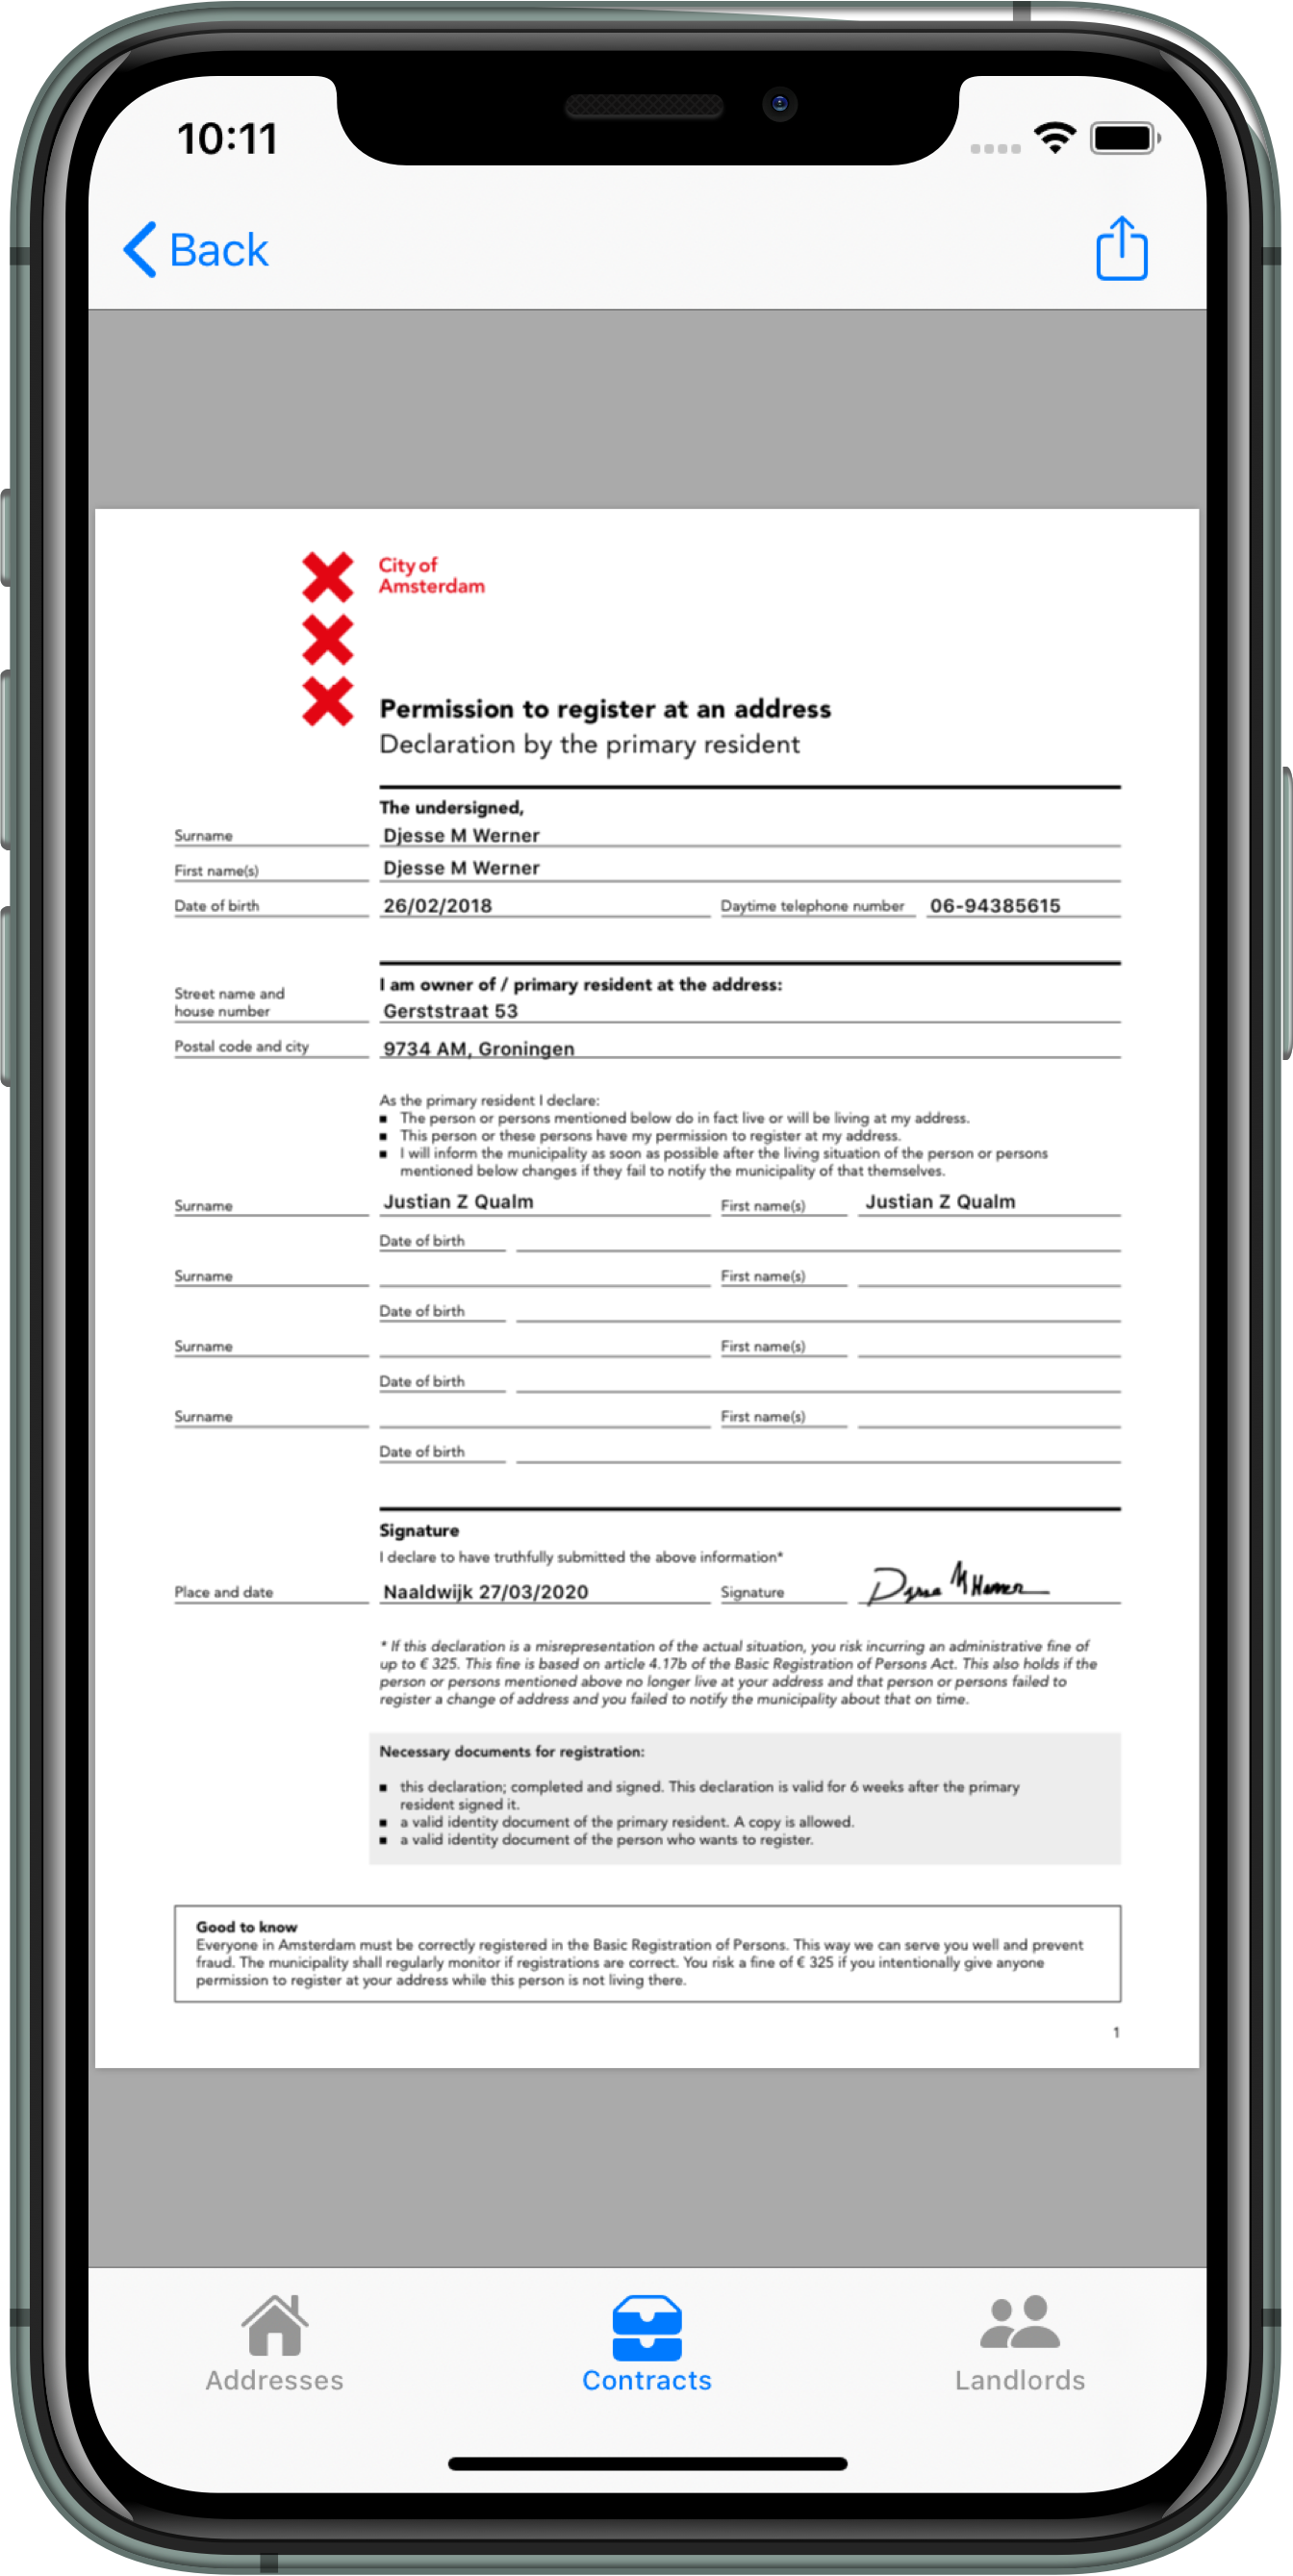 10:11
Back
City of
Amsterdam
Permission to register at an address
Declaration by the primary resident
The undersigned,
Surname Djesse M Werner
First name(s) Djesse M Werner
Date of birth 26/02/2018 Daytime telephone number 06-94385615
I am owner of / primary resident at the address:
Street name and
house number Gerststraat 53
Postal code and city 9734 AM, Groningen
As the primary resident I declare:
▪ The person or persons mentioned below do in fact live or will be living at my address.
▪ This person or these persons have my permission to register at my address.
▪ I will inform the municipality as soon as possible after the living situation of the person or persons
mentioned below changes if they fail to notify the municipality of that themselves.
Surname Justian Z Qualm First name(s) Justian Z Qualm
Date of birth
Surname First name(s)
Date of birth
Surname First name(s)
Date of birth
Surname First name(s)
Date of birth
Signature
I declare to have truthfully submitted the above information*
Place and date Naaldwijk 27/03/2020 Signature
* If this declaration is a misrepresentation of the actual situation, you risk incurring an administrative fine of
up to € 325. This fine is based on article 4.17b of the Basic Registration of Persons Act. This also holds if the
person or persons mentioned above no longer live at your address and that person or persons failed to
register a change of address and you failed to notify the municipality about that on time.
Necessary documents for registration:
▪ this declaration; completed and signed. This declaration is valid for 6 weeks after the primary
resident signed it.
▪ a valid identity document of the primary resident. A copy is allowed.
▪ a valid identity document of the person who wants to register.
Good to know
Everyone in Amsterdam must be correctly registered in the Basic Registration of Persons. This way we can serve you well and prevent
fraud. The municipality shall regularly monitor if registrations are correct. You risk a fine of € 325 if you intentionally give anyone
permission to register at your address while this person is not living there.
1
Addresses Contracts Landlords